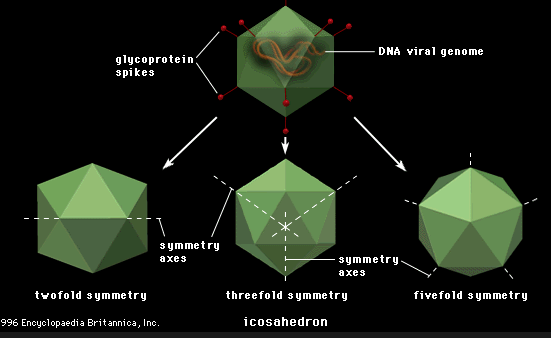 glycoprotein
spikes
DNA viral genome
symmetry
axes
symmetry
axes
twofold symmetry
threefold symmetry
fivefold symmetry
996 Encyclopaedia Britannica, Inc.
icosahedron